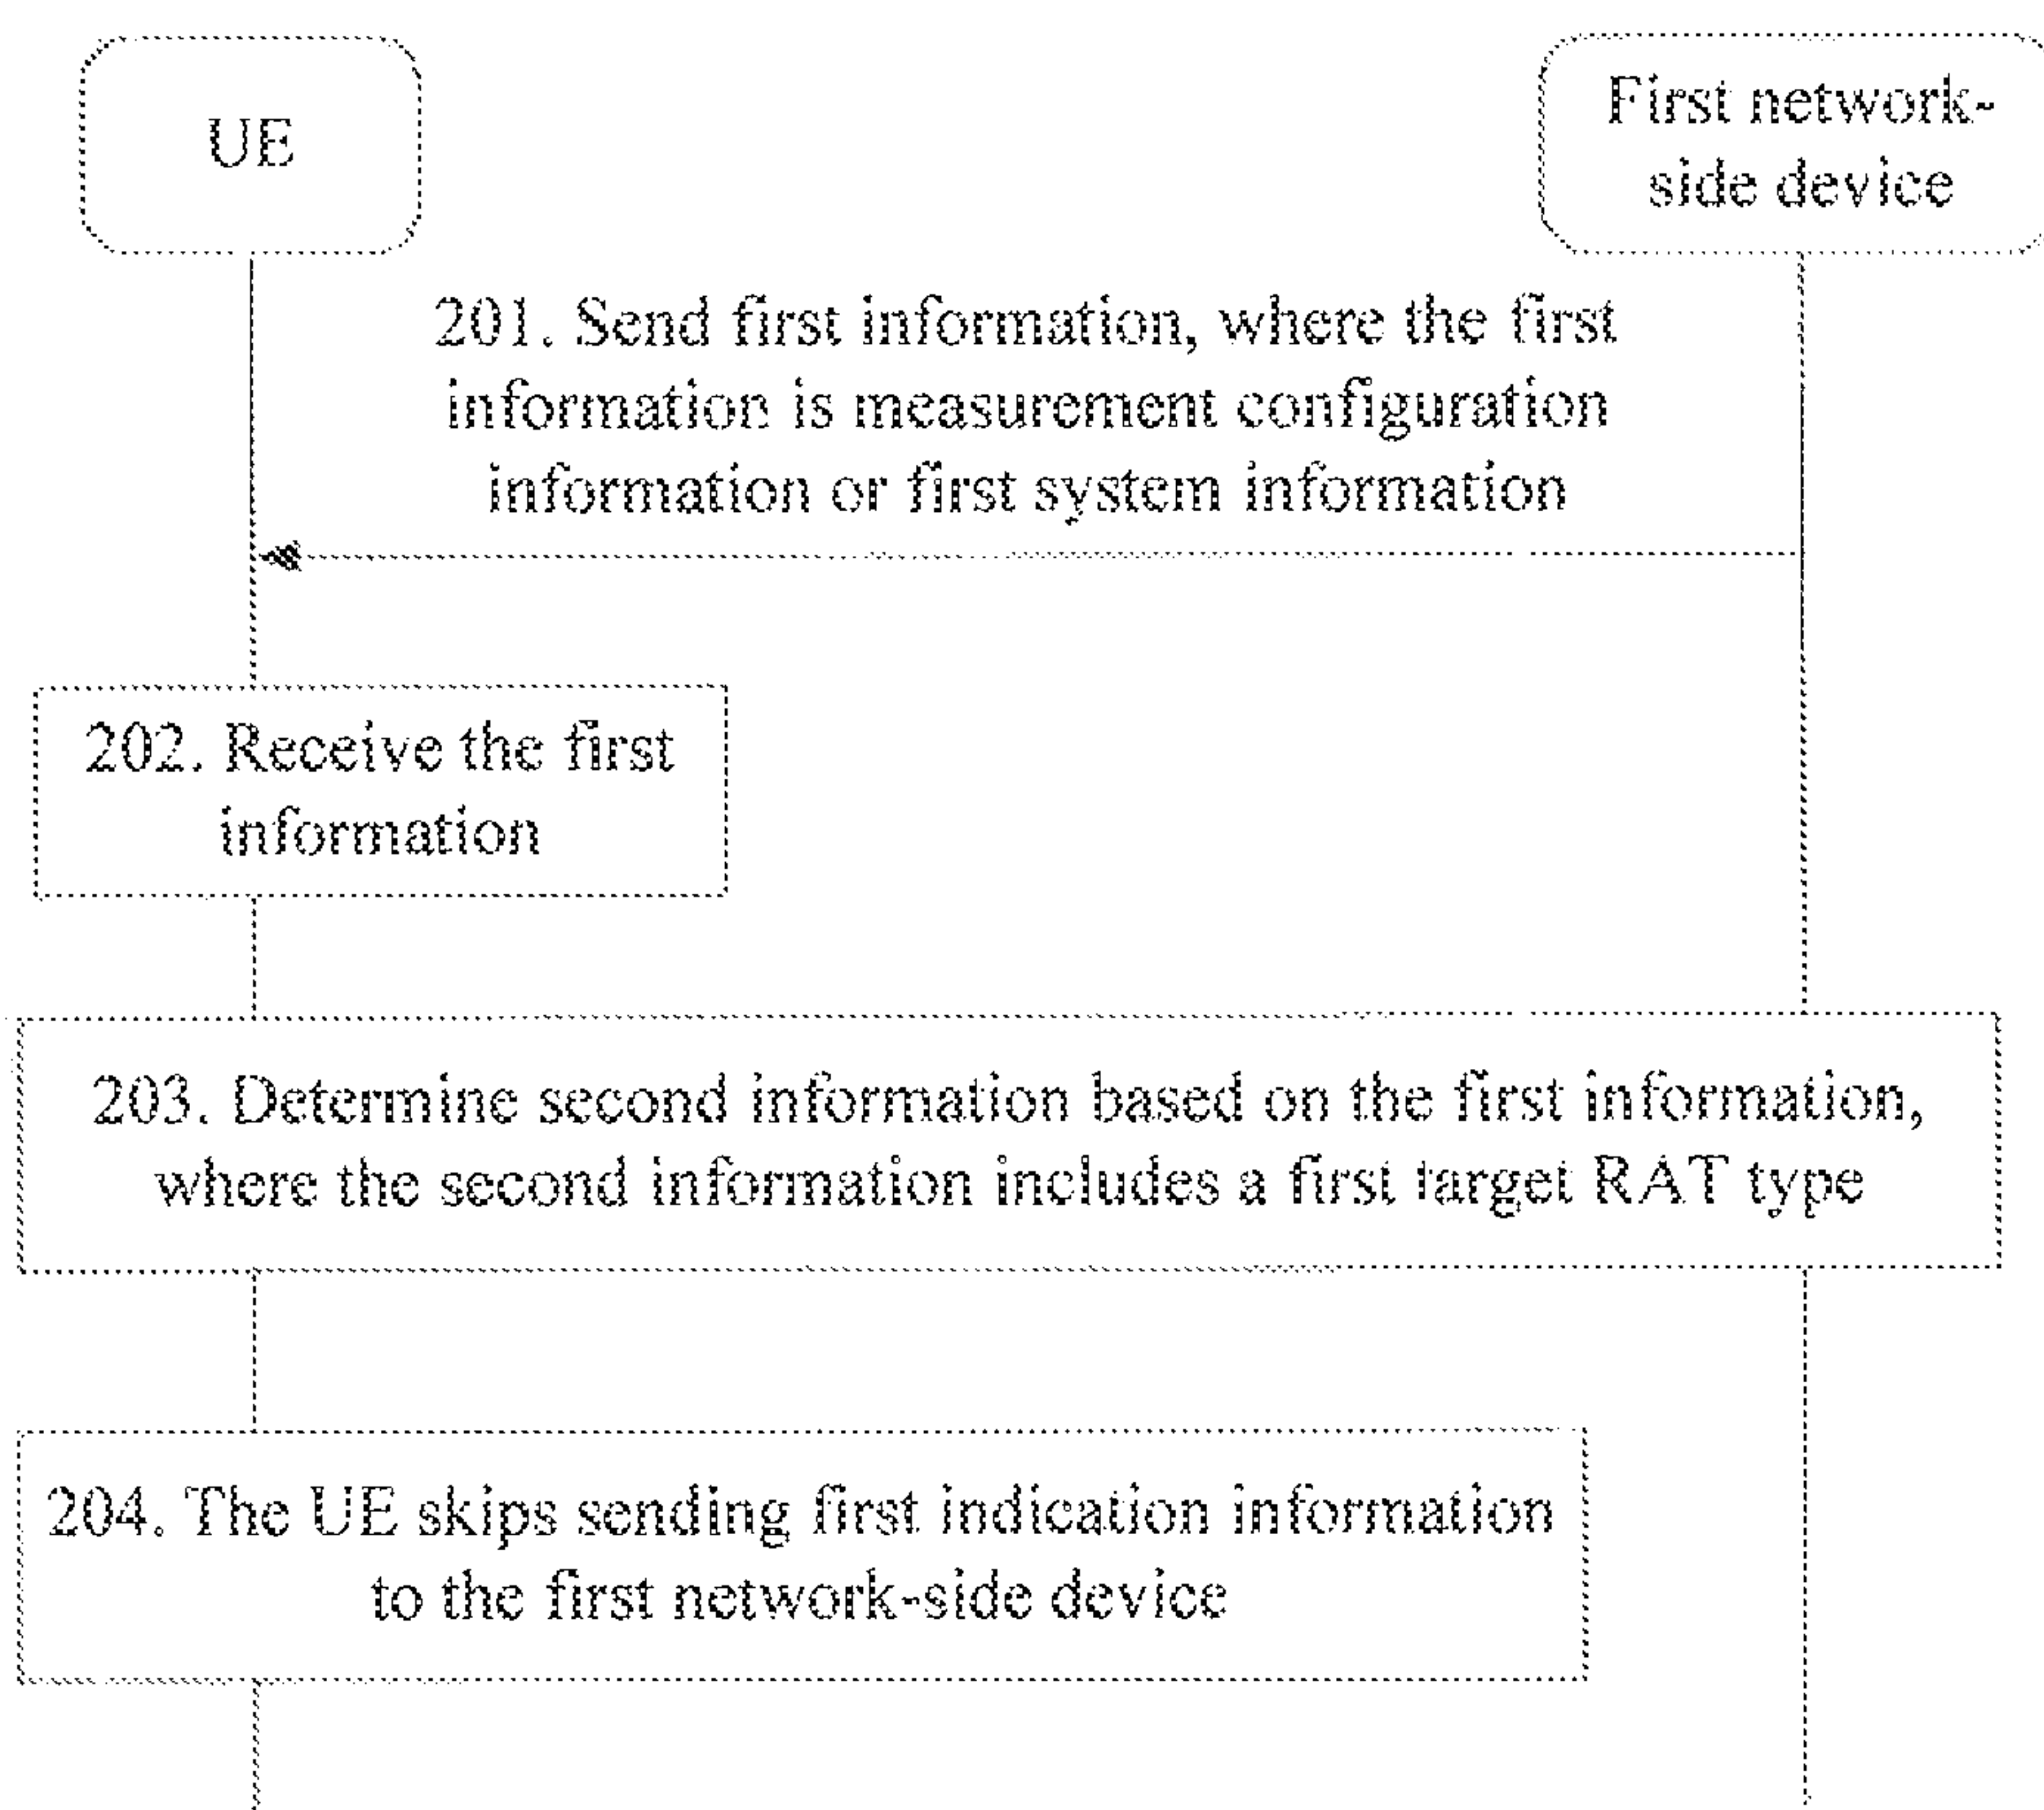 UE
First network-
side device
201. Send first information, where the first
information is measurement configuration
information or first system information
202. Receive the first
information
203. Determine second information based on the first information,
where the second information includes a first target RAT type
204. The UE skips sending first indication information
to the first network-side device